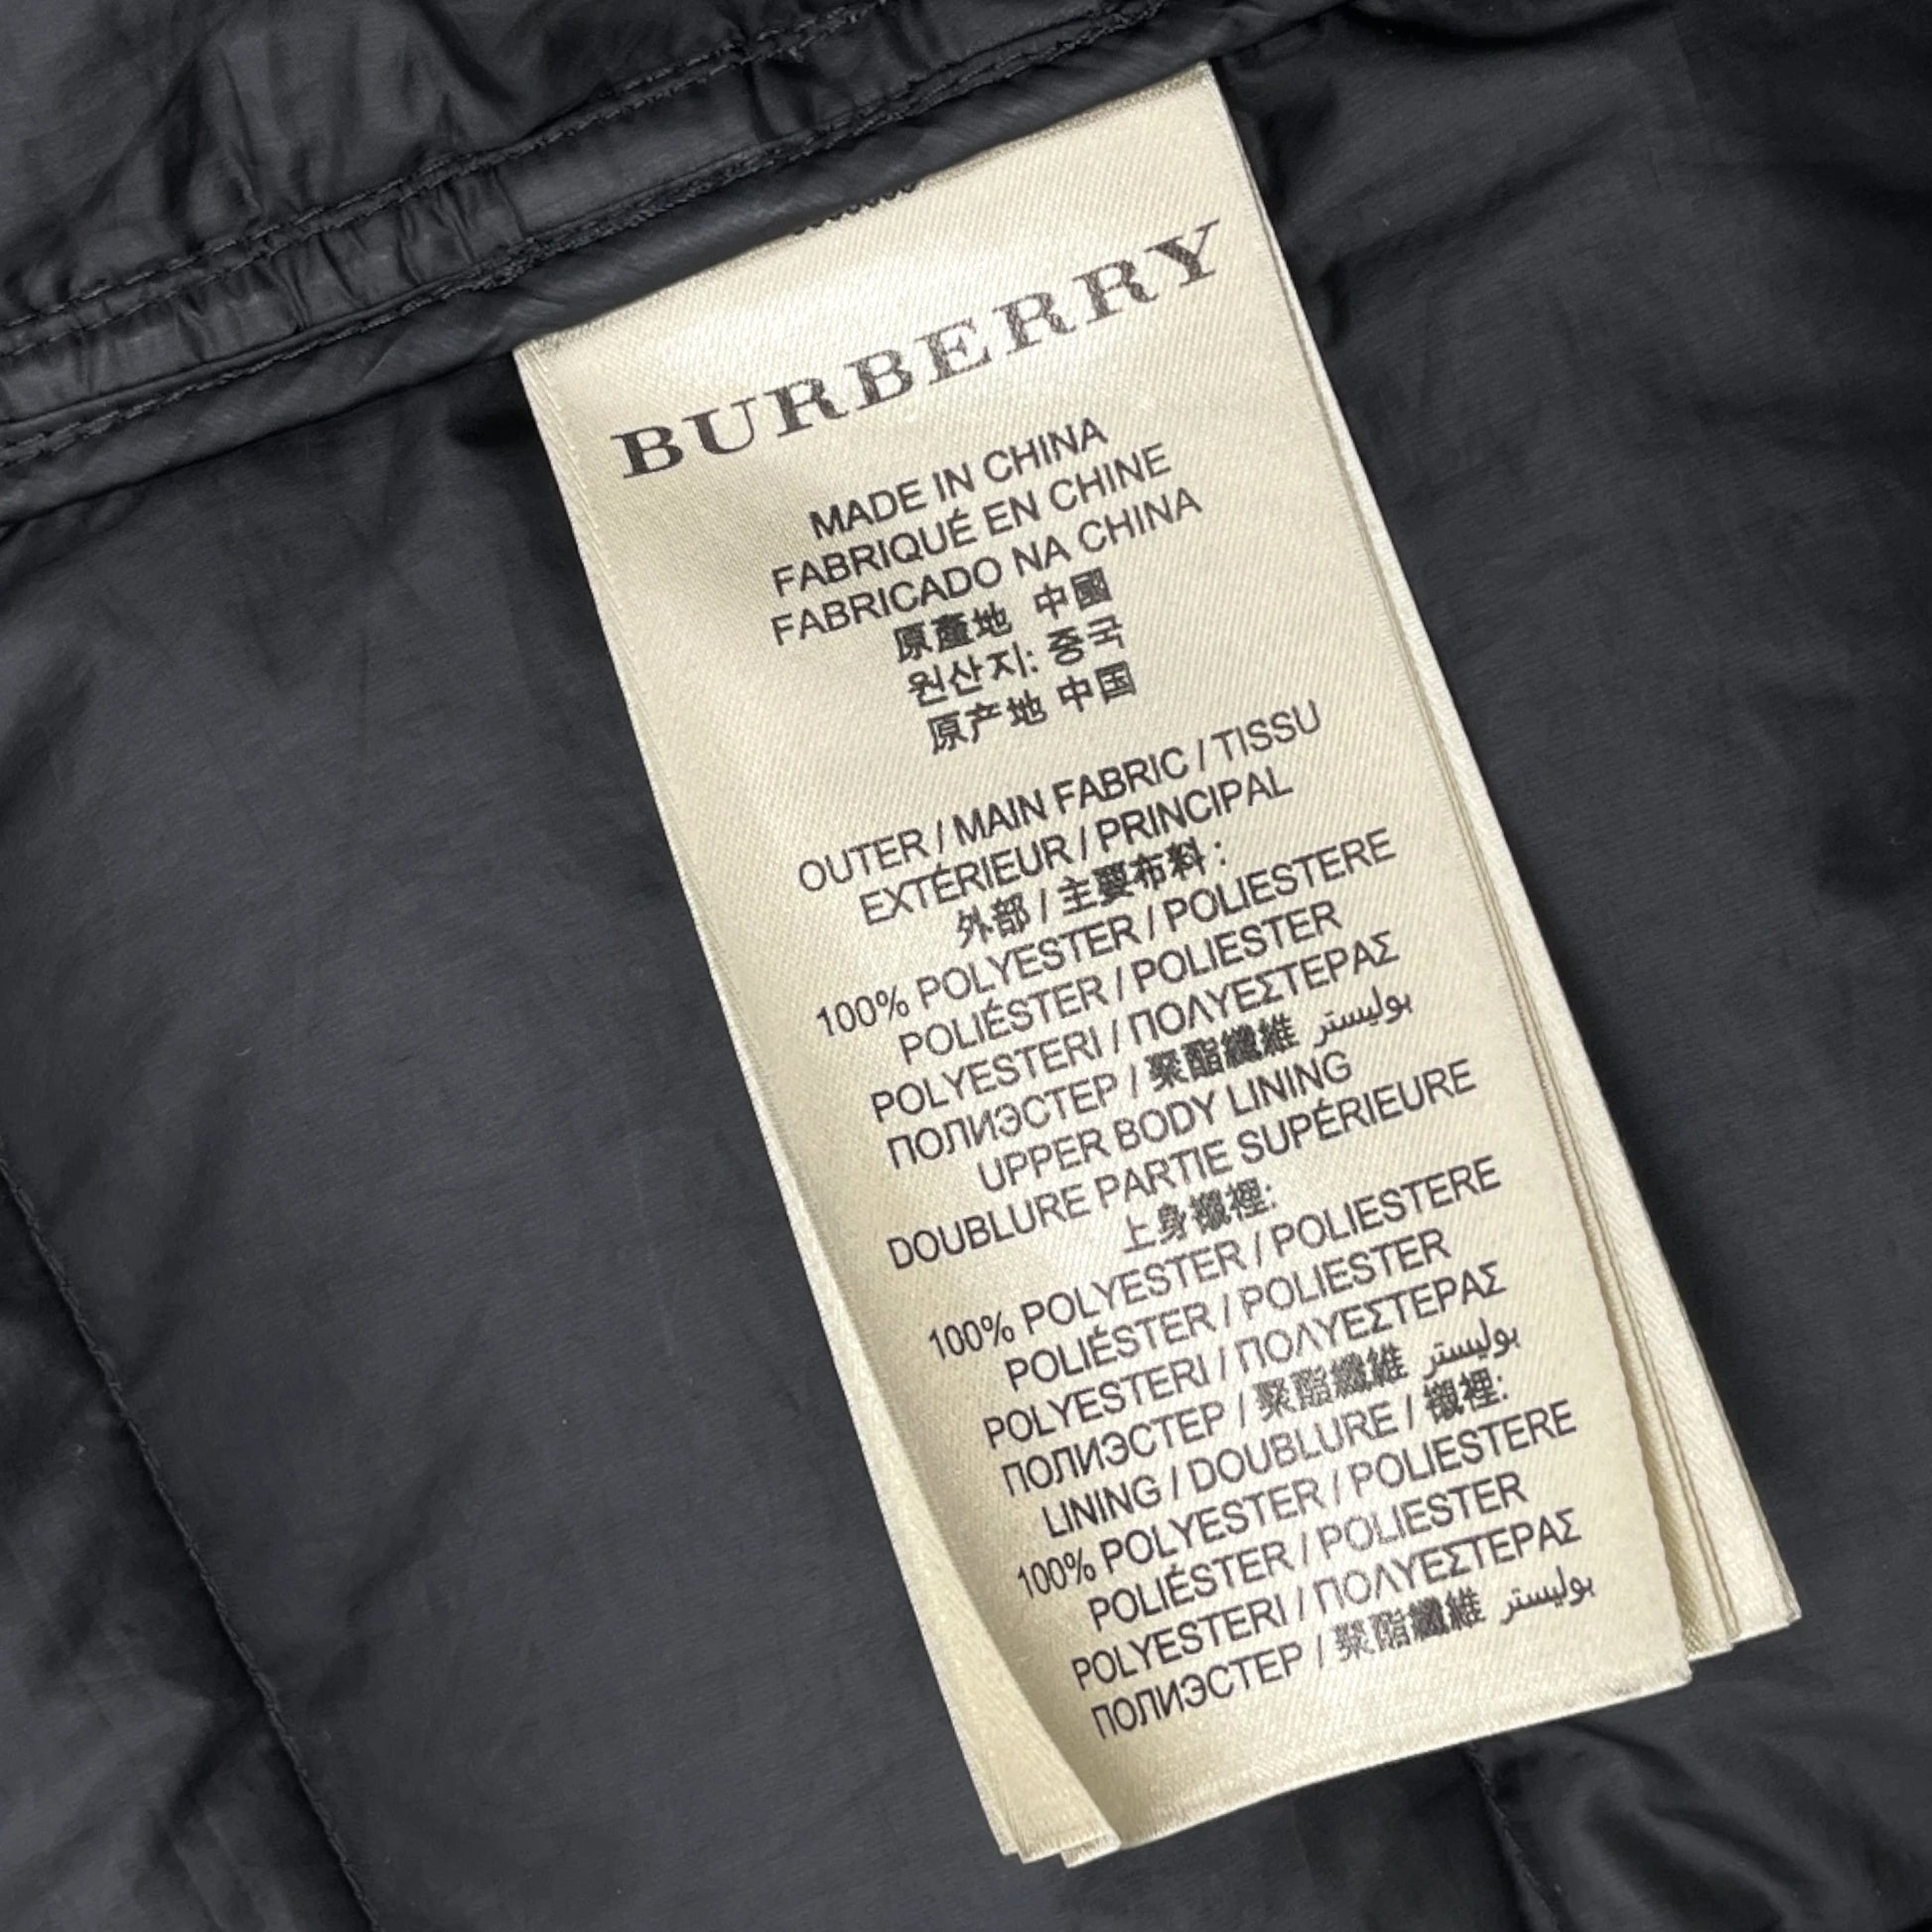 BURBERRY
MADE IN CHINA
FABRIQUÉ EN CHINE
FABRICADO NA CHINA
原產地 中國
원산지: 중국
原产地 中国
OUTER / MAIN FABRIC / TISSU
EXTÉRIEUR / PRINCIPAL
外部 / 主要布料 :
100% POLYESTER / POLIESTERE
POLIÉSTER / POLIESTER
POLYESTERI / ΠΟΛΥΕΣΤΕΡΑΣ
ПОЛИЭСТЕР / 聚酯纖維 بوليستر
UPPER BODY LINING
DOUBLURE PARTIE SUPÉRIEURE
上身襯裡:
100% POLYESTER / POLIESTERE
POLIÉSTER / POLIESTER
POLYESTERI / ΠΟΛΥΕΣΤΕΡΑΣ
ПОЛИЭСТЕР / 聚酯纖維 بوليستر
LINING / DOUBLURE / 襯裡:
100% POLYESTER / POLIESTERE
POLIÉSTER / POLIESTER
POLYESTERI / ΠΟΛΥΕΣΤΕΡΑΣ
ПОЛИЭСТЕР / 聚酯纖維 بوليستر